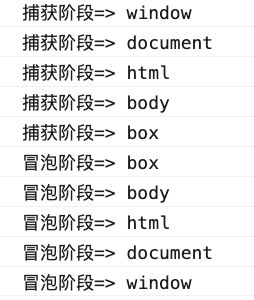 捕获阶段=> window
捕获阶段=> document
捕获阶段=> html
捕获阶段=> body
捕获阶段=> box
冒泡阶段=> box
冒泡阶段=> body
冒泡阶段=> html
冒泡阶段=> document
冒泡阶段=> window